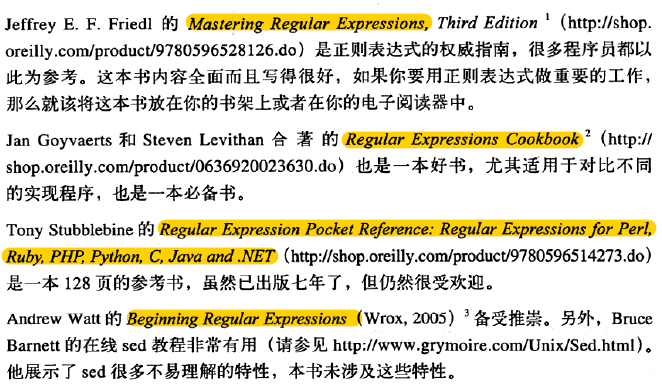 Jeffrey E. F. Friedl 的 Mastering Regular Expressions, Third Edition 1（http://shop.
oreilly.com/product/9780596528126.do）是正则表达式的权威指南，很多程序员都以
此为参考。这本书内容全面而且写得很好，如果你要用正则表达式做重要的工作，
那么就该将这本书放在你的书架上或者在你的电子阅读器中。
Jan Goyvaerts 和 Steven Levithan 合 著 的 Regular Expressions Cookbook 2（http://
shop.oreilly.com/product/0636920023630.do）也是一本好书，尤其适用于对比不同
的实现程序，也是一本必备书。
Tony Stubblebine 的 Regular Expression Pocket Reference: Regular Expressions for Perl,
Ruby, PHP, Python, C, Java and .NET（http://shop.oreilly.com/product/9780596514273.do）
是一本 128 页的参考书，虽然已出版七年了，但仍然很受欢迎。
Andrew Watt 的 Beginning Regular Expressions（Wrox, 2005）3 备受推崇。另外，Bruce
Barnett 的在线 sed 教程非常有用（请参见 http://www.grymoire.com/Unix/Sed.html）。
他展示了 sed 很多不易理解的特性，本书未涉及这些特性。